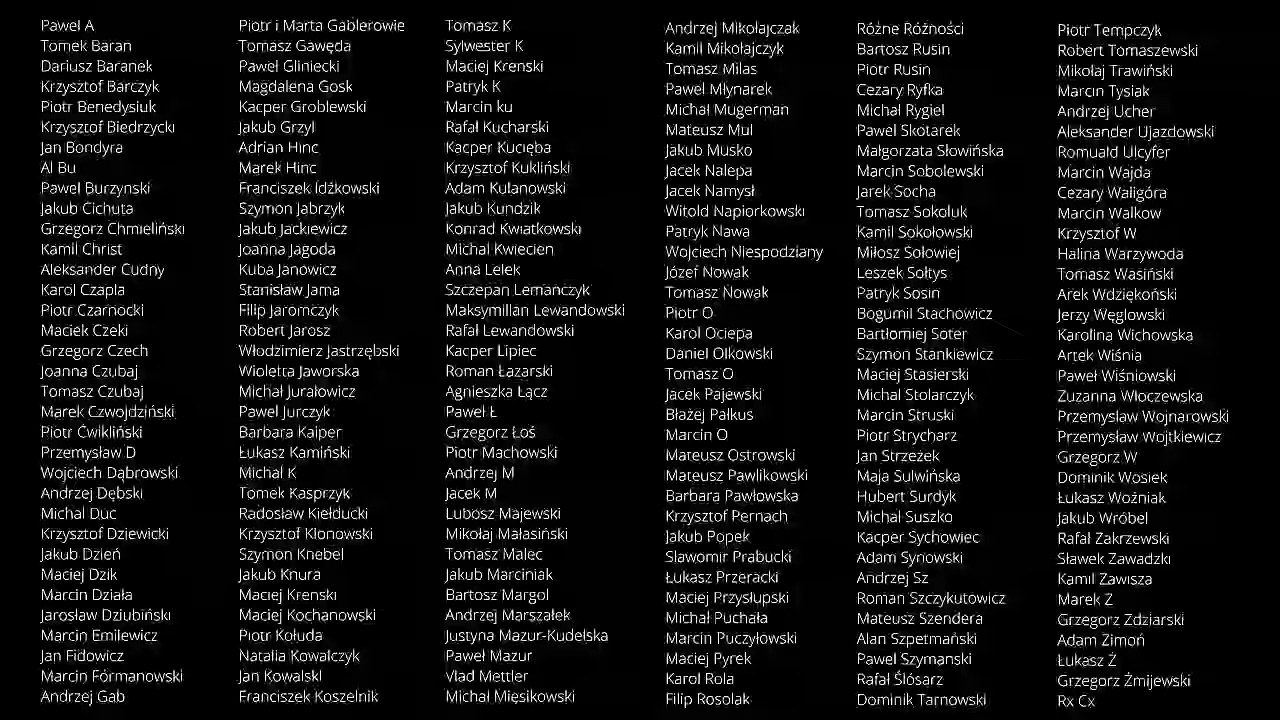 Paweł A
Tomek Baran
Dariusz Baranek
Krzysztof Barczyk
Piotr Benedysiuk
Krzysztof Biedrzycki
Jan Bondyra
Al Bu
Paweł Burzynski
Jakub Cichuta
Grzegorz Chmieliński
Kamil Christ
Aleksander Cudny
Karol Czapla
Piotr Czarnocki
Maciek Czeki
Grzegorz Czech
Joanna Czubaj
Tomasz Czubaj
Marek Czwojdziński
Piotr Ćwikliński
Przemysław D
Wojciech Dąbrowski
Andrzej Dębski
Michał Duc
Krzysztof Dziewicki
Jakub Dzień
Maciej Dzik
Marcin Działa
Jarosław Dziubiński
Marcin Emilewicz
Jan Fidowicz
Marcin Formanowski
Andrzej Gab
Piotr i Marta Gablerowie
Tomasz Gawęda
Paweł Gliniecki
Magdalena Gosk
Kacper Groblewski
Jakub Grzyl
Adrian Hinc
Marek Hinc
Franciszek Idźkowski
Szymon Jabrzyk
Jakub Jackiewicz
Joanna Jagoda
Kuba Janowicz
Stanisław Jama
Filip Jaromczyk
Robert Jarosz
Włodzimierz Jastrzębski
Wioletta Jaworska
Michał Jurałowicz
Paweł Jurczyk
Barbara Kaiper
Łukasz Kamiński
Michał K
Tomek Kasprzyk
Radosław Kiełducki
Krzysztof Klonowski
Szymon Knebel
Jakub Knura
Maciej Krenski
Maciej Kochanowski
Piotr Kołuda
Natalia Kowalczyk
Jan Kowalski
Franciszek Koszelnik
Tomasz K
Sylwester K
Maciej Krenski
Patryk K
Marcin ku
Rafał Kucharski
Kacper Kucięba
Krzysztof Kukliński
Adam Kulanowski
Jakub Kundzik
Konrad Kwiatkowski
Michał Kwiecien
Anna Lelek
Szczepan Lemańczyk
Maksymilian Lewandowski
Rafał Lewandowski
Kacper Lipiec
Roman Łazarski
Agnieszka Łącz
Paweł Ł
Grzegorz Łoś
Piotr Machowski
Andrzej M
Jacek M
Lubosz Majewski
Mikołaj Małasiński
Tomasz Malec
Jakub Marciniak
Bartosz Margol
Andrzej Marszałek
Justyna Mazur-Kudelska
Paweł Mazur
Vlad Mettler
Michał Mięsikowski
Andrzej Mikołajczak
Kamil Mikołajczyk
Tomasz Milas
Paweł Młynarek
Michał Mugerman
Mateusz Mul
Jakub Musko
Jacek Nalepa
Jacek Namysł
Witold Napiorkowski
Patryk Nawa
Wojciech Niespodziany
Józef Nowak
Tomasz Nowak
Piotr O
Karol Ociepa
Daniel Olkowski
Tomasz O
Jacek Pajewski
Błażej Pałkus
Marcin O
Mateusz Ostrowski
Mateusz Pawlikowski
Barbara Pawłowska
Krzysztof Pernach
Jakub Popek
Sławomir Prabucki
Łukasz Przeracki
Maciej Przysłupski
Michał Puchała
Marcin Puczyłowski
Maciej Pyrek
Karol Rola
Filip Rosolak
Różne Różności
Bartosz Rusin
Piotr Rusin
Cezary Ryfka
Michał Rygiel
Paweł Skotarek
Małgorzata Słowińska
Marcin Sobolewski
Jarek Socha
Tomasz Sokoluk
Kamil Sokołowski
Miłosz Sołowiej
Leszek Sołtys
Patryk Sosin
Bogumił Stachowicz
Bartłomiej Soter
Szymon Stankiewicz
Maciej Stasierski
Michał Stolarczyk
Marcin Struski
Piotr Strycharz
Jan Strzeżek
Maja Sulwińska
Hubert Surdyk
Michał Suszko
Kacper Sychowiec
Adam Synowski
Andrzej Sz
Roman Szczykutowicz
Mateusz Szendera
Alan Szpetmański
Paweł Szymanski
Rafał Ślósarz
Dominik Tarnowski
Piotr Tempczyk
Robert Tomaszewski
Mikołaj Trawiński
Marcin Tysiak
Andrzej Ucher
Aleksander Ujazdowski
Romuald Ulcyfer
Marcin Wajda
Cezary Waligóra
Marcin Walkow
Krzysztof W
Halina Warzywoda
Tomasz Wasiński
Arek Wdziękoński
Jerzy Węglowski
Karolina Wichowska
Artek Wiśnia
Paweł Wiśniowski
Zuzanna Włoczewska
Przemysław Wojnarowski
Przemysław Wojtkiewicz
Grzegorz W
Dominik Wosiek
Łukasz Woźniak
Jakub Wróbel
Rafał Zakrzewski
Sławek Zawadzki
Kamil Zawisza
Marek Z
Grzegorz Zdziarski
Adam Zimoń
Łukasz Ż
Grzegorz Żmijewski
Rx Cx